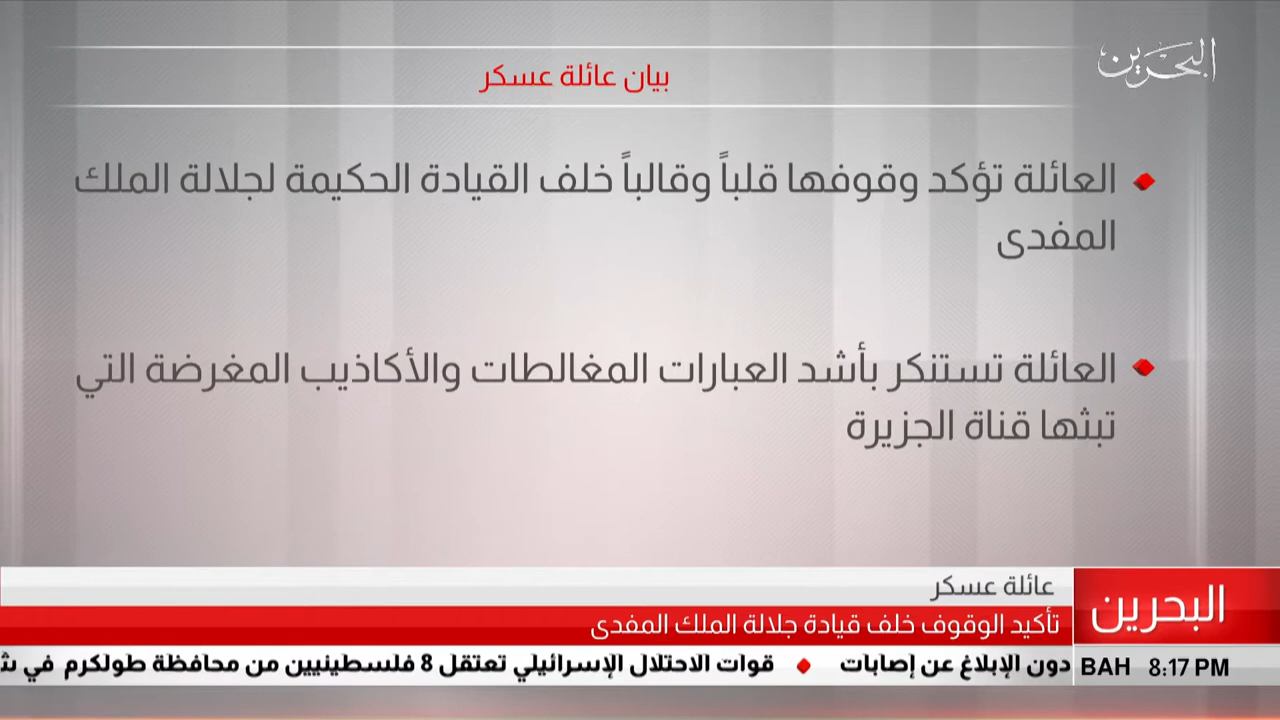 البحرين
بيان عائلة عسكر
العائلة تؤكد وقوفها قلباً وقالباً خلف القيادة الحكيمة لجلالة الملك
المفدى
العائلة تستنكر بأشد العبارات المغالطات والأكاذيب المغرضة التي
تبثها قناة الجزيرة
عائلة عسكر
البحرين
تأكيد الوقوف خلف قيادة جلالة الملك المفدى
BAH 8:17 PM
دون الإبلاغ عن إصابات ♦ قوات الاحتلال الإسرائيلي تعتقل 8 فلسطينيين من محافظة طولكرم في